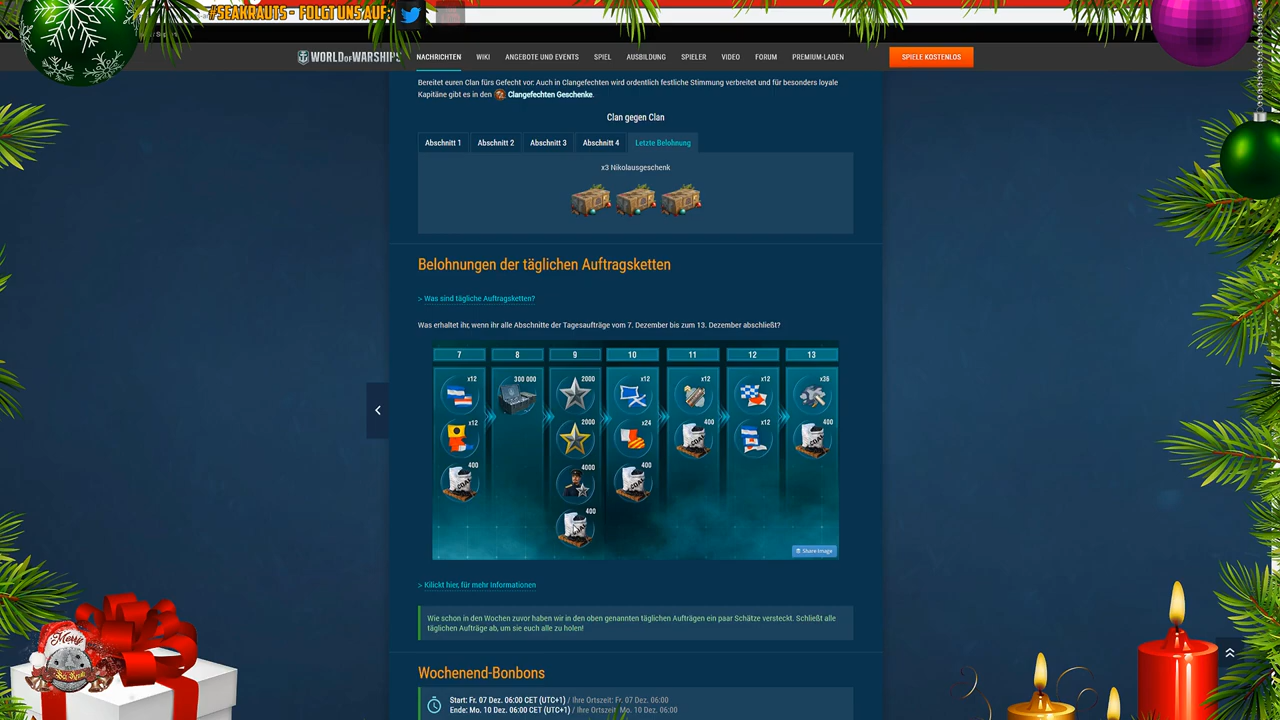 #SEAKRAUTS - FOLGT UNS AUF:
WORLD OF WARSHIPS
NACHRICHTEN
WIKI
ANGEBOTE UND EVENTS
SPIEL
AUSBILDUNG
SPIELER
VIDEO
FORUM
PREMIUM-LADEN
SPIELE KOSTENLOS
Bereitet euren Clan fürs Gefecht vor: Auch in Clangefechten wird ordentlich festliche Stimmung verbreitet und für besonders loyale
Kapitäne gibt es in den Clangefechten Geschenke.
Clan gegen Clan
Abschnitt 1
Abschnitt 2
Abschnitt 3
Abschnitt 4
Letzte Belohnung
x3 Nikolausgeschenk
Belohnungen der täglichen Auftragsketten
> Was sind tägliche Auftragsketten?
Was erhaltet ihr, wenn ihr alle Abschnitte der Tagesaufträge vom 7. Dezember bis zum 13. Dezember abschließt?
7 8 9 10 11 12 13
x12 300 000 2000 x12 x12 x12 x36
x12 2000 x24 400 x12 400
400 4000 400
400
COAL
Share Image
> Kilickt hier, für mehr Informationen
Wie schon in den Wochen zuvor haben wir in den oben genannten täglichen Aufträgen ein paar Schätze versteckt. Schließt alle
täglichen Aufträge ab, um sie euch alle zu holen!
Wochenend-Bonbons
Start: Fr. 07 Dez. 06:00 CET (UTC+1) / Ihre Ortszeit: Fr. 07 Dez. 06:00
Ende: Mo. 10 Dez. 06:00 CET (UTC+1) / Ihre Ortszeit Mo. 10 Dez. 06:00
Merry